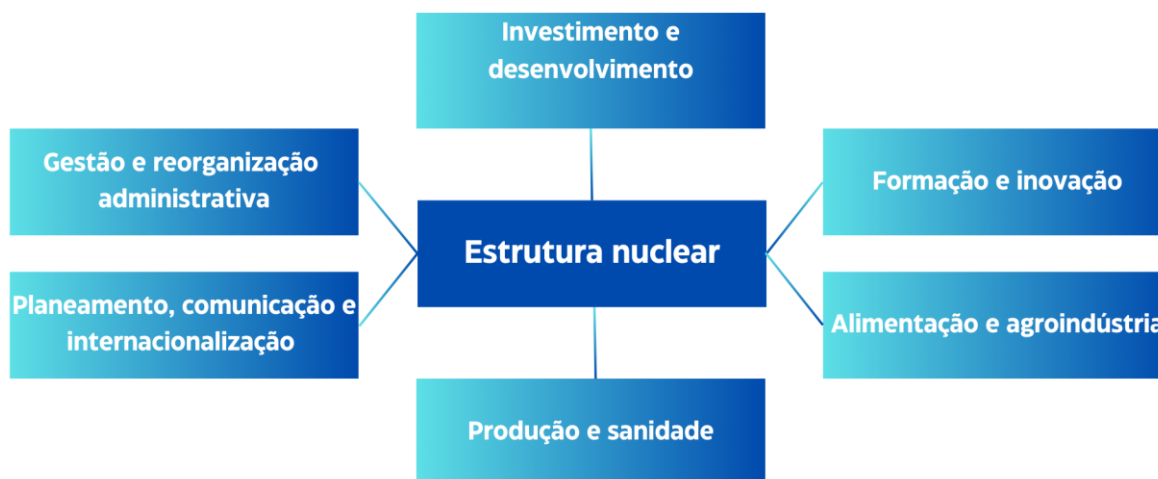 Investimento e
desenvolvimento
Gestão e reorganização
administrativa
Formação e inovação
Estrutura nuclear
Planeamento, comunicação e
internacionalização
Alimentação e agroindústria
Produção e sanidade